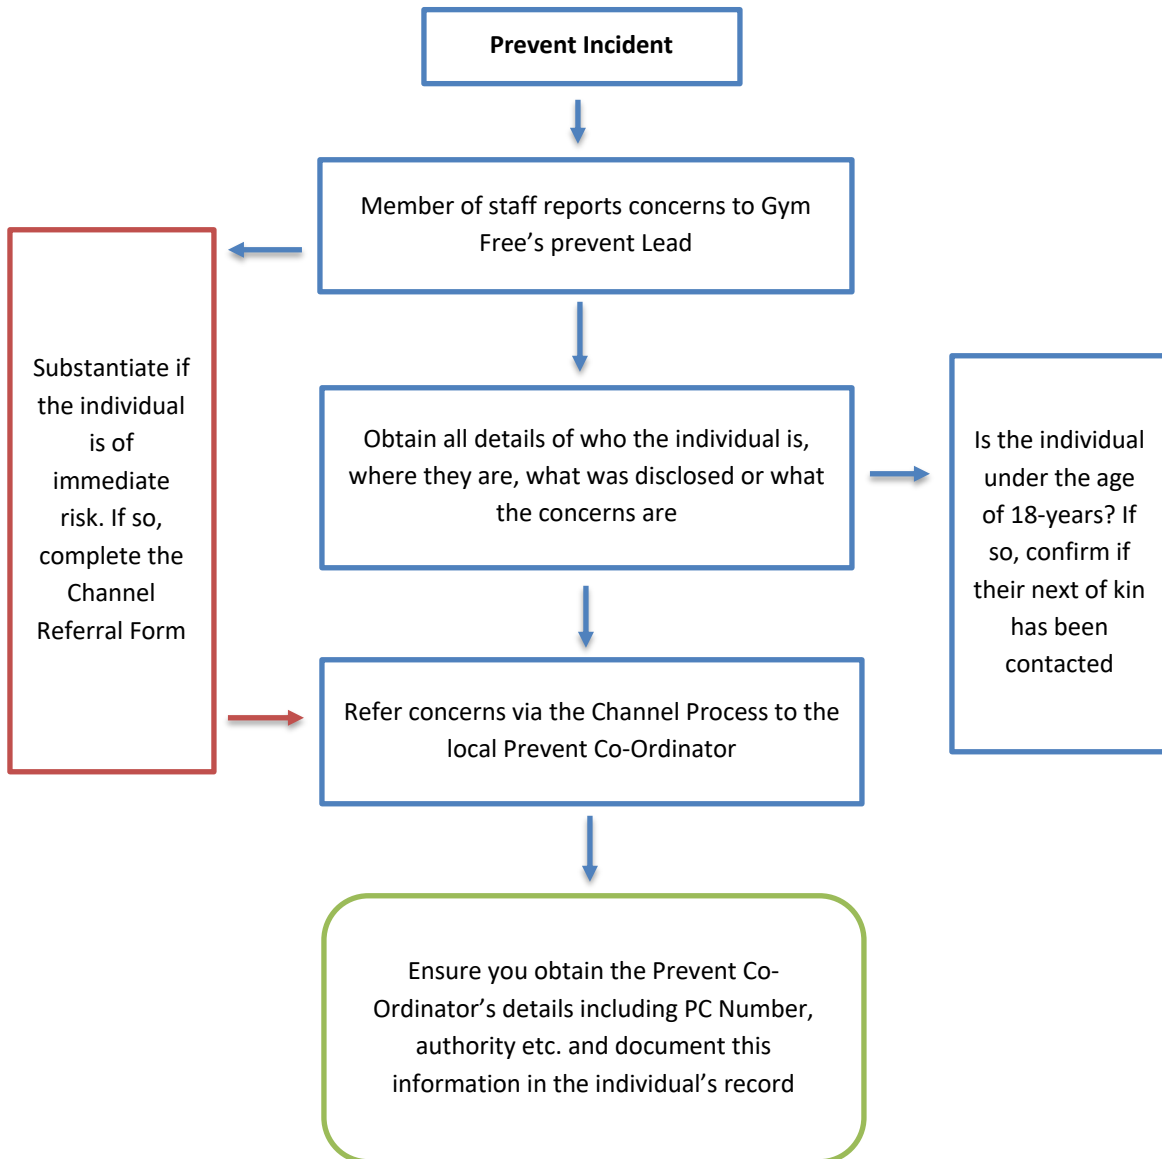 Prevent Incident
Member of staff reports concerns to Gym
Free’s prevent Lead
Substantiate if
the individual
is of
immediate
risk. If so,
complete the
Channel
Referral Form
Obtain all details of who the individual is,
where they are, what was disclosed or what
the concerns are
Is the individual
under the age
of 18-years? If
so, confirm if
their next of kin
has been
contacted
Refer concerns via the Channel Process to the
local Prevent Co-Ordinator
Ensure you obtain the Prevent Co-
Ordinator’s details including PC Number,
authority etc. and document this
information in the individual’s record